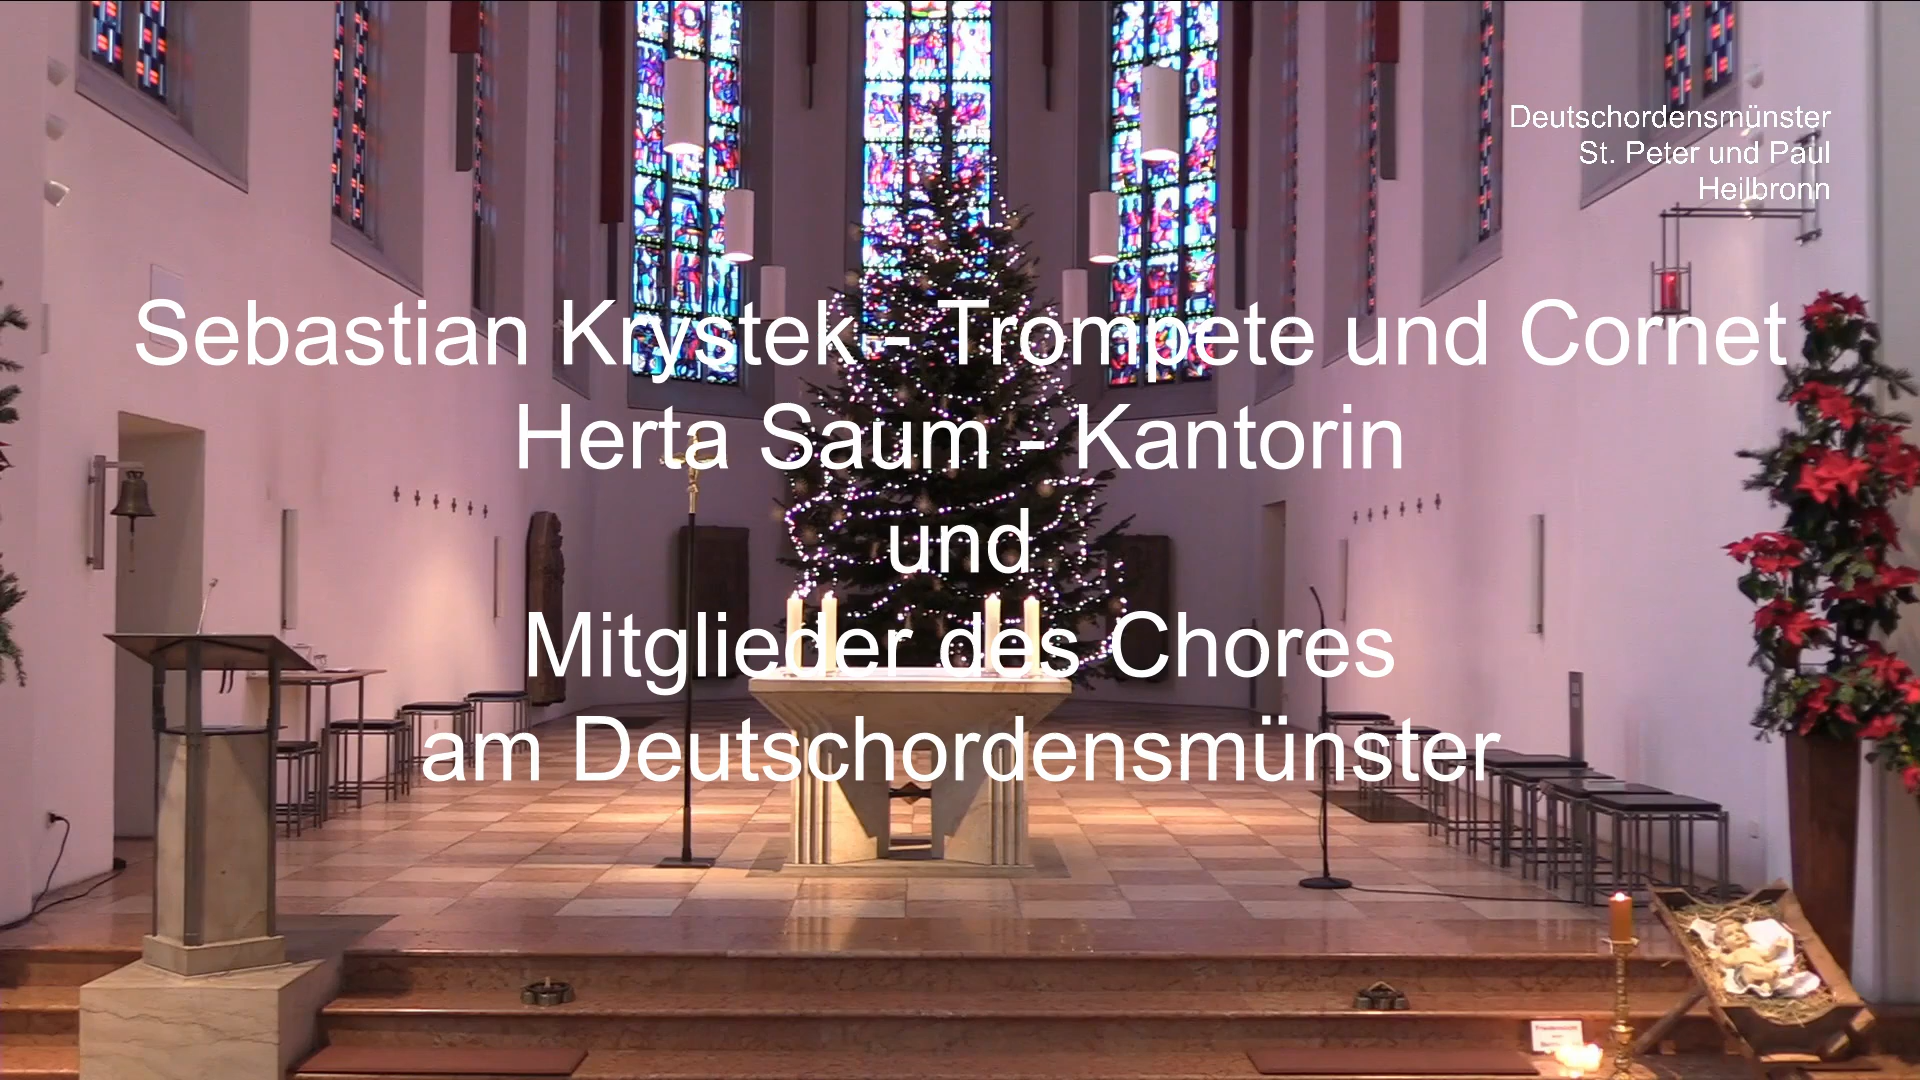 Deutschordensmünster
St. Peter und Paul
Heilbronn
Sebastian Krystek - Trompete und Cornet
Herta Saum - Kantorin
und
Mitglieder des Chores
am Deutschordensmünster
Friedenslicht